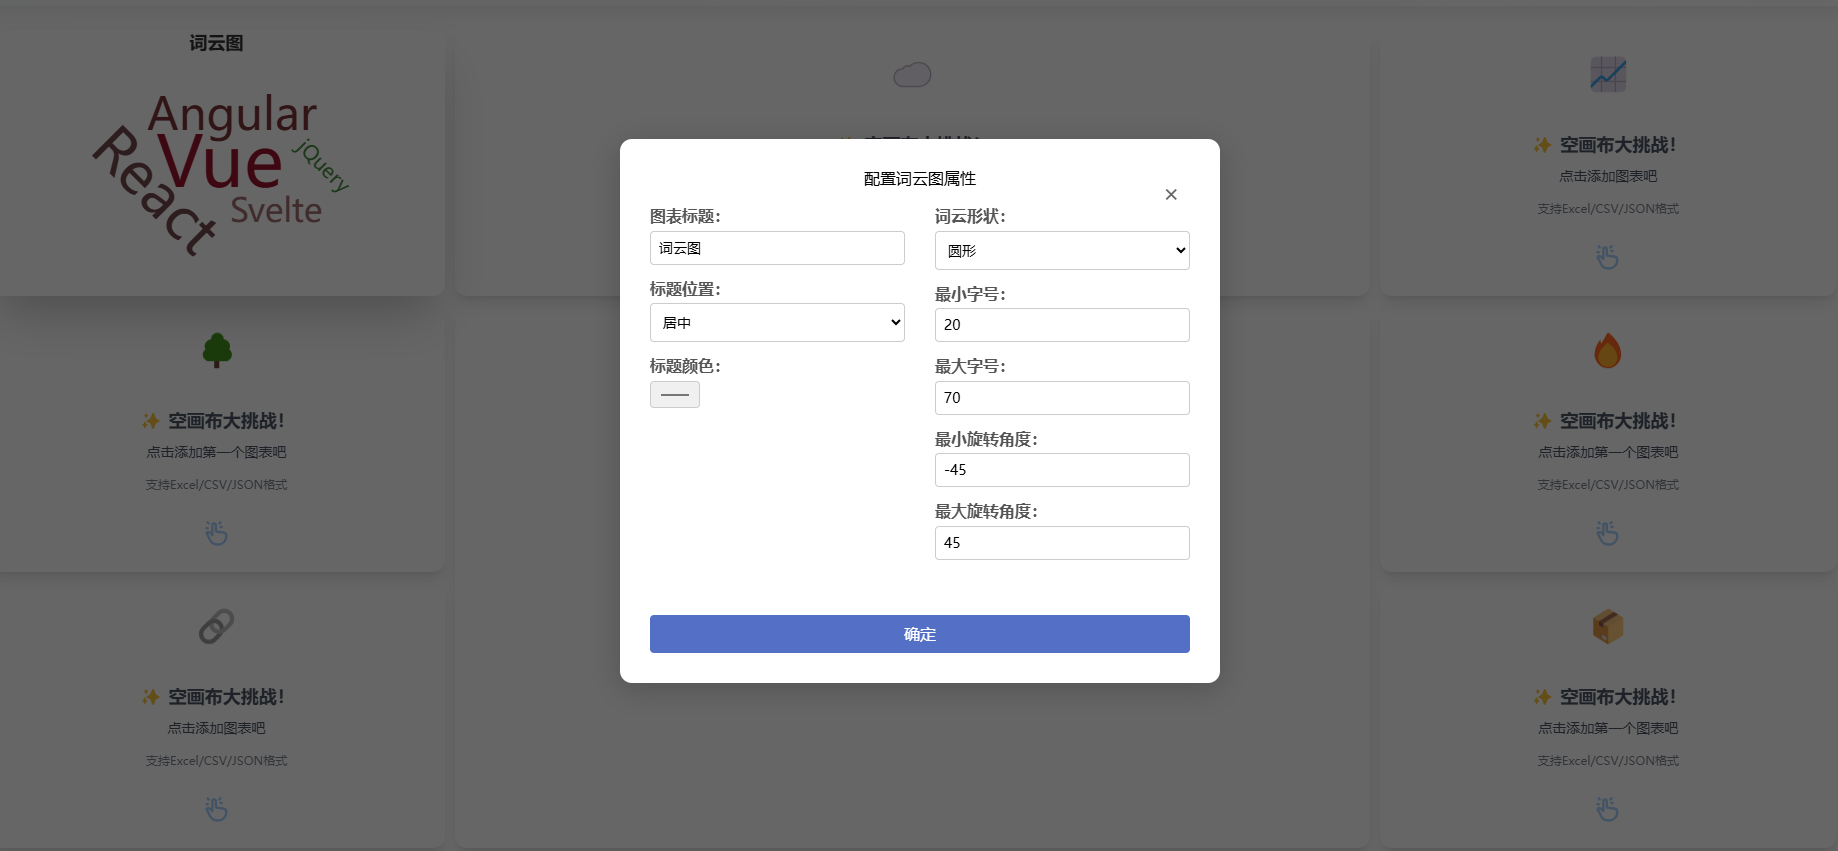 词云图
Angular
Vue
React
jQuery
Svelte
✨ 空画布大挑战!
点击添加图表吧
支持Excel/CSV/JSON格式
✨ 空画布大挑战!
点击添加第一个图表吧
支持Excel/CSV/JSON格式
✨ 空画布大挑战!
点击添加图表吧
支持Excel/CSV/JSON格式
配置词云图属性
×
图表标题:
词云图
标题位置:
居中
标题颜色:
词云形状:
圆形
最小字号:
20
最大字号:
70
最小旋转角度:
-45
最大旋转角度:
45
确定
✨ 空画布大挑战!
点击添加第一个图表吧
支持Excel/CSV/JSON格式
✨ 空画布大挑战!
点击添加第一个图表吧
支持Excel/CSV/JSON格式